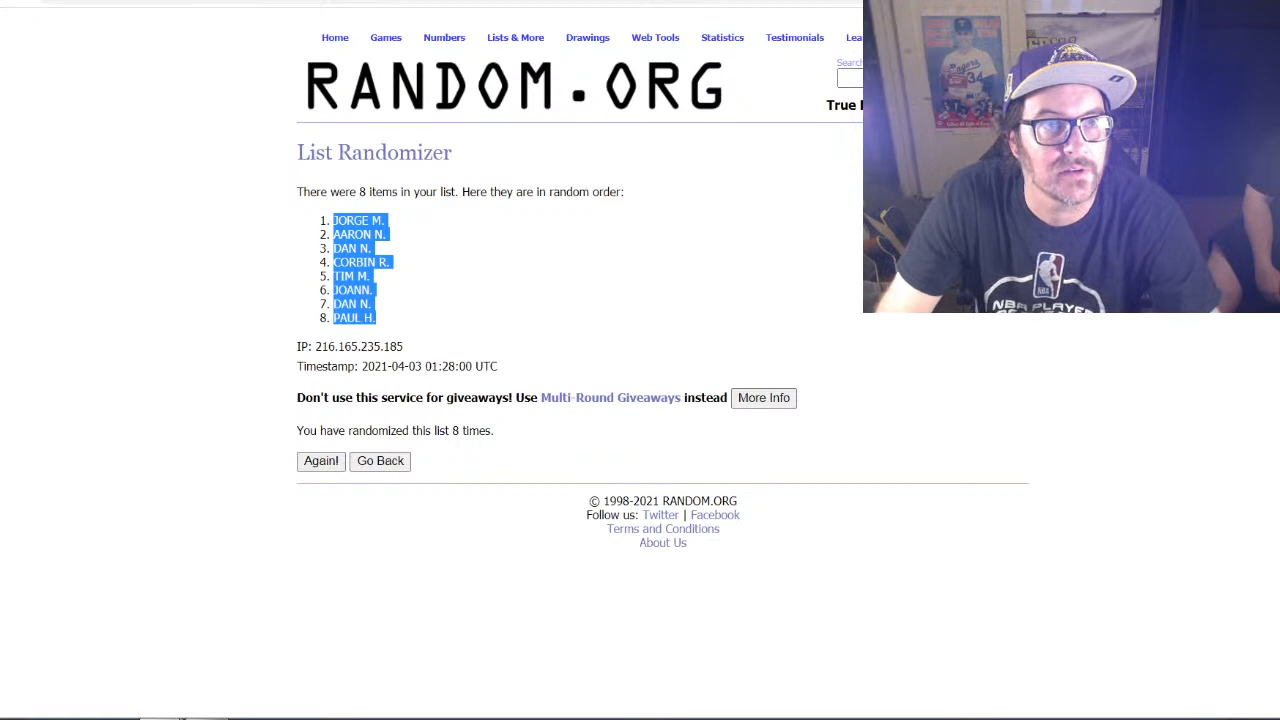 Home Games Numbers Lists & More Drawings Web Tools Statistics Testimonials Lea
RANDOM.ORG
Search
True
List Randomizer
There were 8 items in your list. Here they are in random order:
1. JORGE M.
2. AARON N.
3. DAN N.
4. CORBIN R.
5. TIM M.
6. JOANN.
7. DAN N.
8. PAUL H.
IP: 216.165.235.185
Timestamp: 2021-04-03 01:28:00 UTC
Don't use this service for giveaways! Use Multi-Round Giveaways instead More Info
You have randomized this list 8 times.
Again! Go Back
© 1998-2021 RANDOM.ORG
Follow us: Twitter | Facebook
Terms and Conditions
About Us
34
NBA
NBA PLAYER